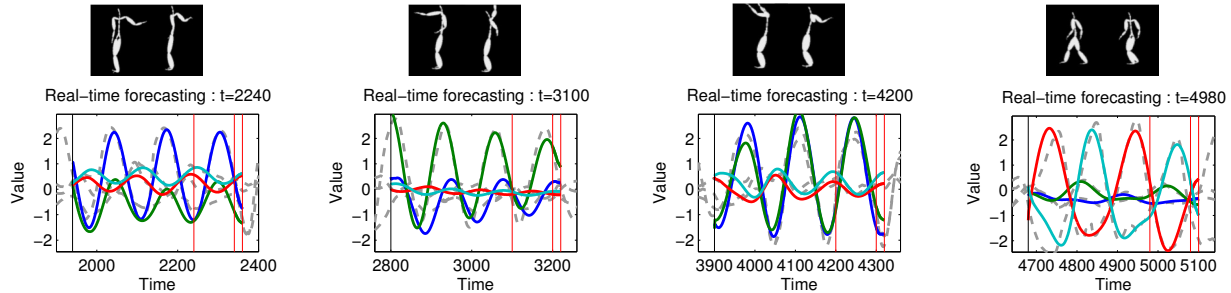 Real−time forecasting : t=2240
Value
2
1
0
−1
−2
2000 2200 2400
Time
Real−time forecasting : t=3100
Value
2
1
0
−1
−2
2800 3000 3200
Time
Real−time forecasting : t=4200
Value
2
1
0
−1
−2
3900 4000 4100 4200 4300
Time
Real−time forecasting : t=4980
Value
2
1
0
−1
−2
4700 4800 4900 5000 5100
Time